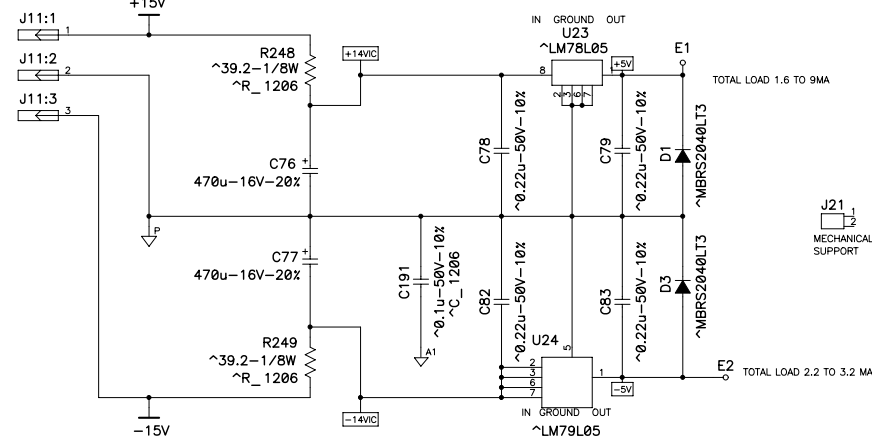 +15V
J11:1
1
J11:2
2
J11:3
3
R248
^39.2-1/8W
^R_1206
+14VIC
IN GROUND OUT
U23
^LM78L05
8
1
2
3
6
7
+5V
E1
TOTAL LOAD 1.6 TO 9MA
C76
+
470u-16V-20%
C78
^0.22u-50V-10%
C79
^0.22u-50V-10%
D1
^MBRS2040LT3
P
J21
1
2
MECHANICAL
SUPPORT
C77
+
470u-16V-20%
C191
^0.1u-50V-10%
^C_1206
A1
C82
^0.22u-50V-10%
C83
^0.22u-50V-10%
D3
^MBRS2040LT3
R249
^39.2-1/8W
^R_1206
U24
5
2
3
6
7
1
-5V
E2
TOTAL LOAD 2.2 TO 3.2 MA
IN GROUND OUT
^LM79L05
-14VIC
-15V